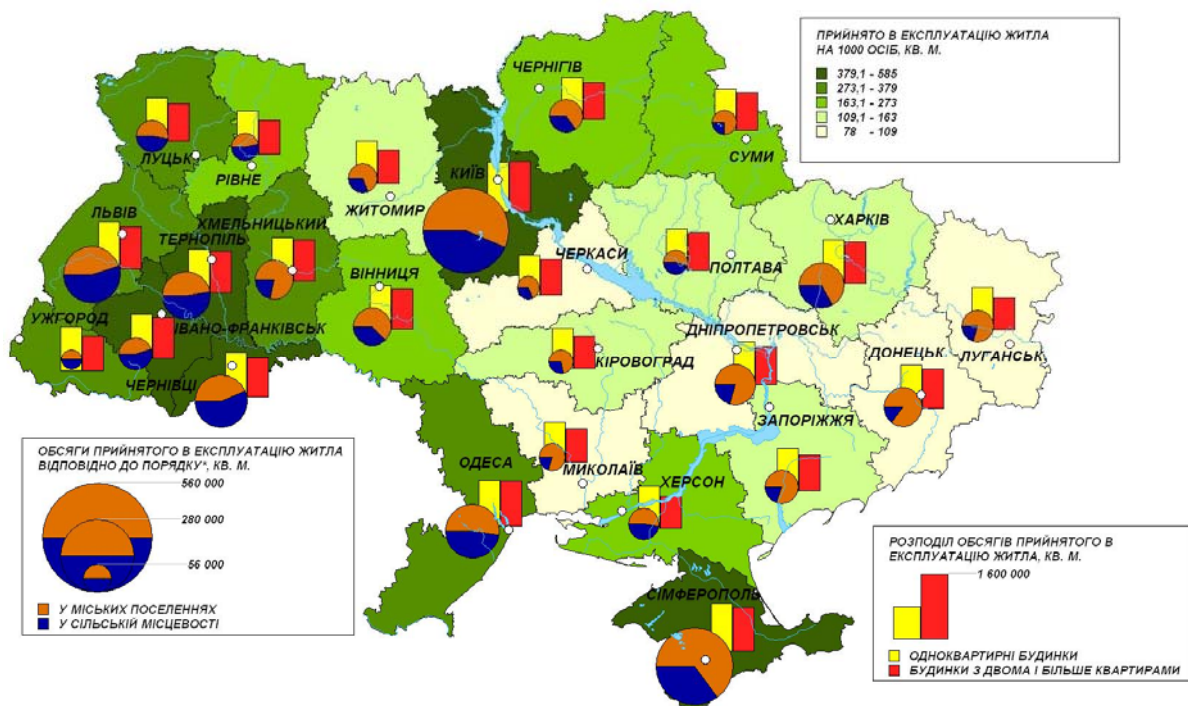 ПРИЙНЯТО В ЕКСПЛУАТАЦІЮ ЖИТЛА
НА 1000 ОСІБ, КВ. М.
379,1 - 585
273,1 - 379
163,1 - 273
109,1 - 163
78 - 109
ЧЕРНІГІВ
СУМИ
ЛУЦЬК
РІВНЕ
ЖИТОМИР
КИЇВ
ЛЬВІВ
ТЕРНОПІЛЬ
ХМЕЛЬНИЦЬКИЙ
ВІННИЦЯ
ЧЕРКАСИ
ПОЛТАВА
ХАРКІВ
УЖГОРОД
ІВАНО-ФРАНКІВСЬК
ЧЕРНІВЦІ
КІРОВОГРАД
ДНІПРОПЕТРОВСЬК
ДОНЕЦЬК
ЛУГАНСЬК
ЗАПОРІЖЖЯ
ОДЕСА
МИКОЛАЇВ
ХЕРСОН
СІМФЕРОПОЛЬ
ОБСЯГИ ПРИЙНЯТОГО В ЕКСПЛУАТАЦІЮ ЖИТЛА
ВІДПОВІДНО ДО ПОРЯДКУ*, КВ. М.
560 000
280 000
56 000
У МІСЬКИХ ПОСЕЛЕННЯХ
У СІЛЬСЬКІЙ МІСЦЕВОСТІ
РОЗПОДІЛ ОБСЯГІВ ПРИЙНЯТОГО В
ЕКСПЛУАТАЦІЮ ЖИТЛА, КВ. М.
1 600 000
ОДНОКВАРТИРНІ БУДИНКИ
БУДИНКИ З ДВОМА І БІЛЬШЕ КВАРТИРАМИ